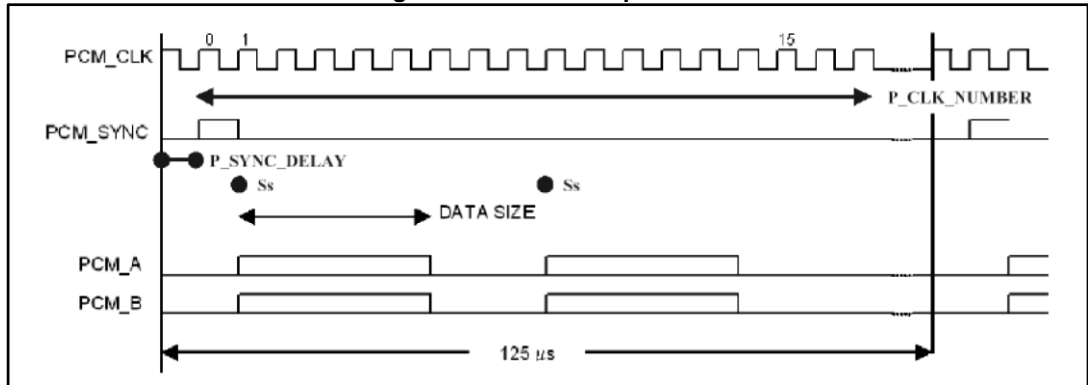 0 1 15
PCM_CLK
P_CLK_NUMBER
PCM_SYNC
P_SYNC_DELAY
Ss Ss
DATA SIZE
PCM_A
PCM_B
125 µs